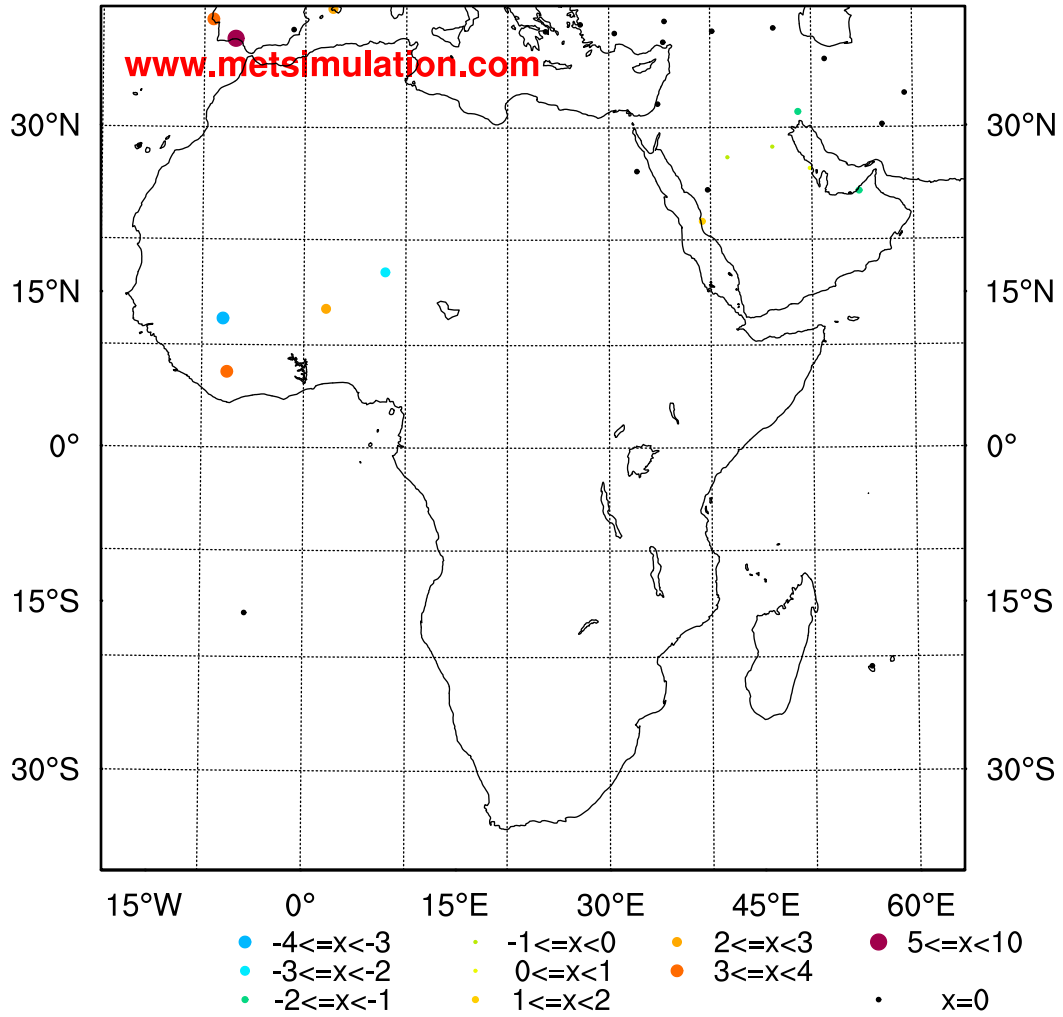 www.metsimulation.com
30°N 30°N
15°N 15°N
0° 0°
15°S 15°S
30°S 30°S
15°W 0° 15°E 30°E 45°E 60°E
-4<=x<-3 -1<=x<0 2<=x<3 5<=x<10
-3<=x<-2 0<=x<1 3<=x<4
-2<=x<-1 1<=x<2 x=0